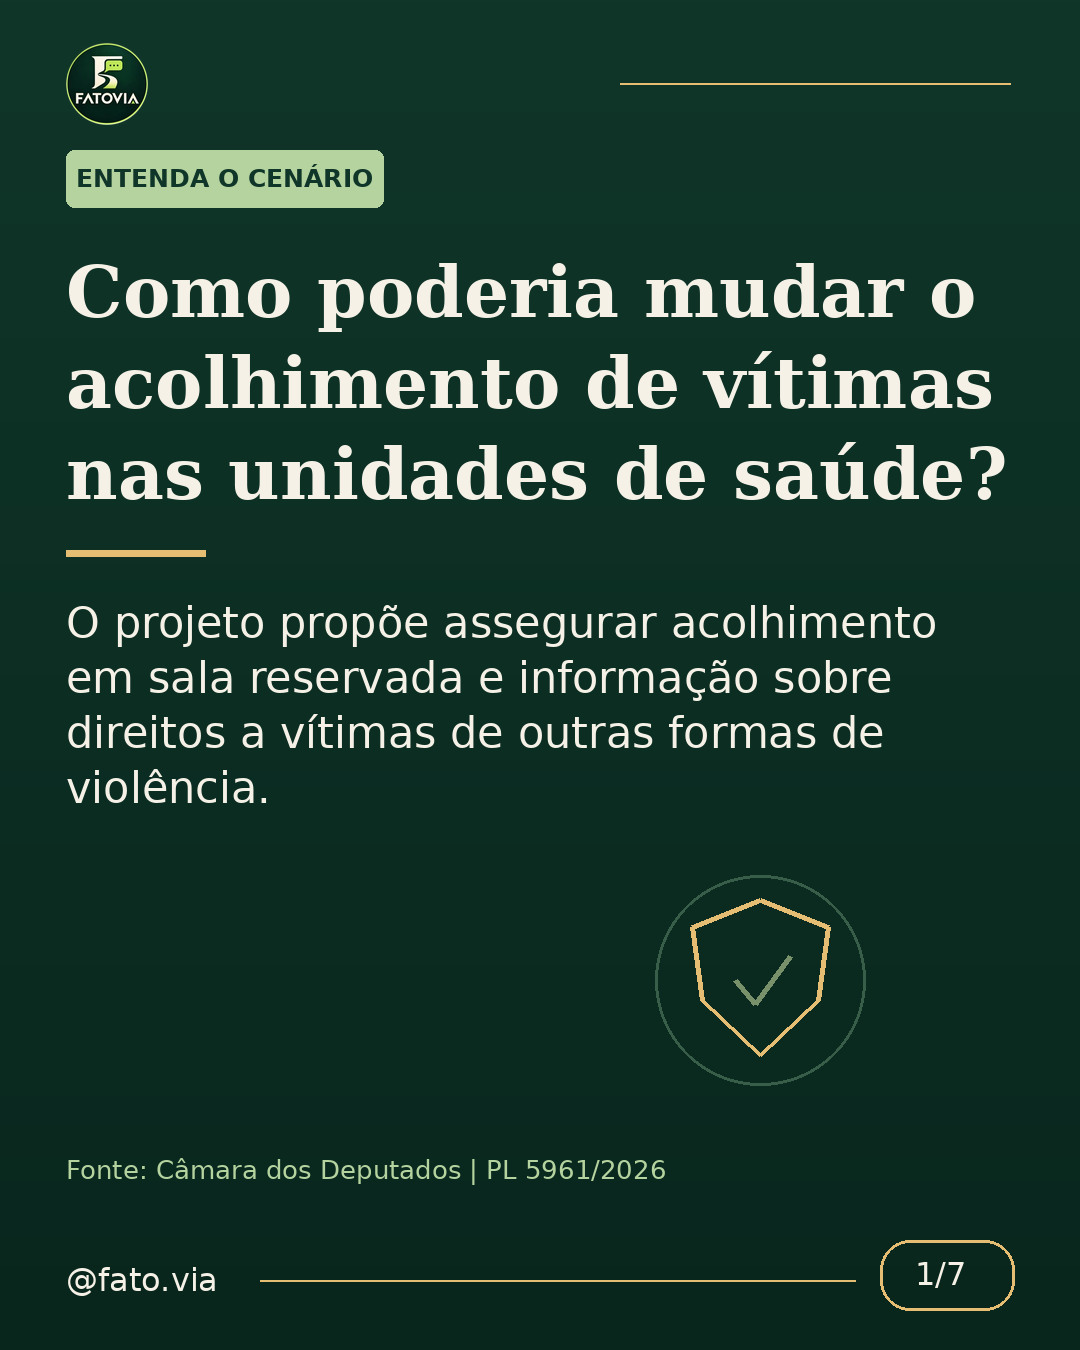 FATOVIA
ENTENDA O CENÁRIO
Como poderia mudar o
acolhimento de vítimas
nas unidades de saúde?
O projeto propõe assegurar acolhimento
em sala reservada e informação sobre
direitos a vítimas de outras formas de
violência.
Fonte: Câmara dos Deputados | PL 5961/2026
@fato.via
1/7